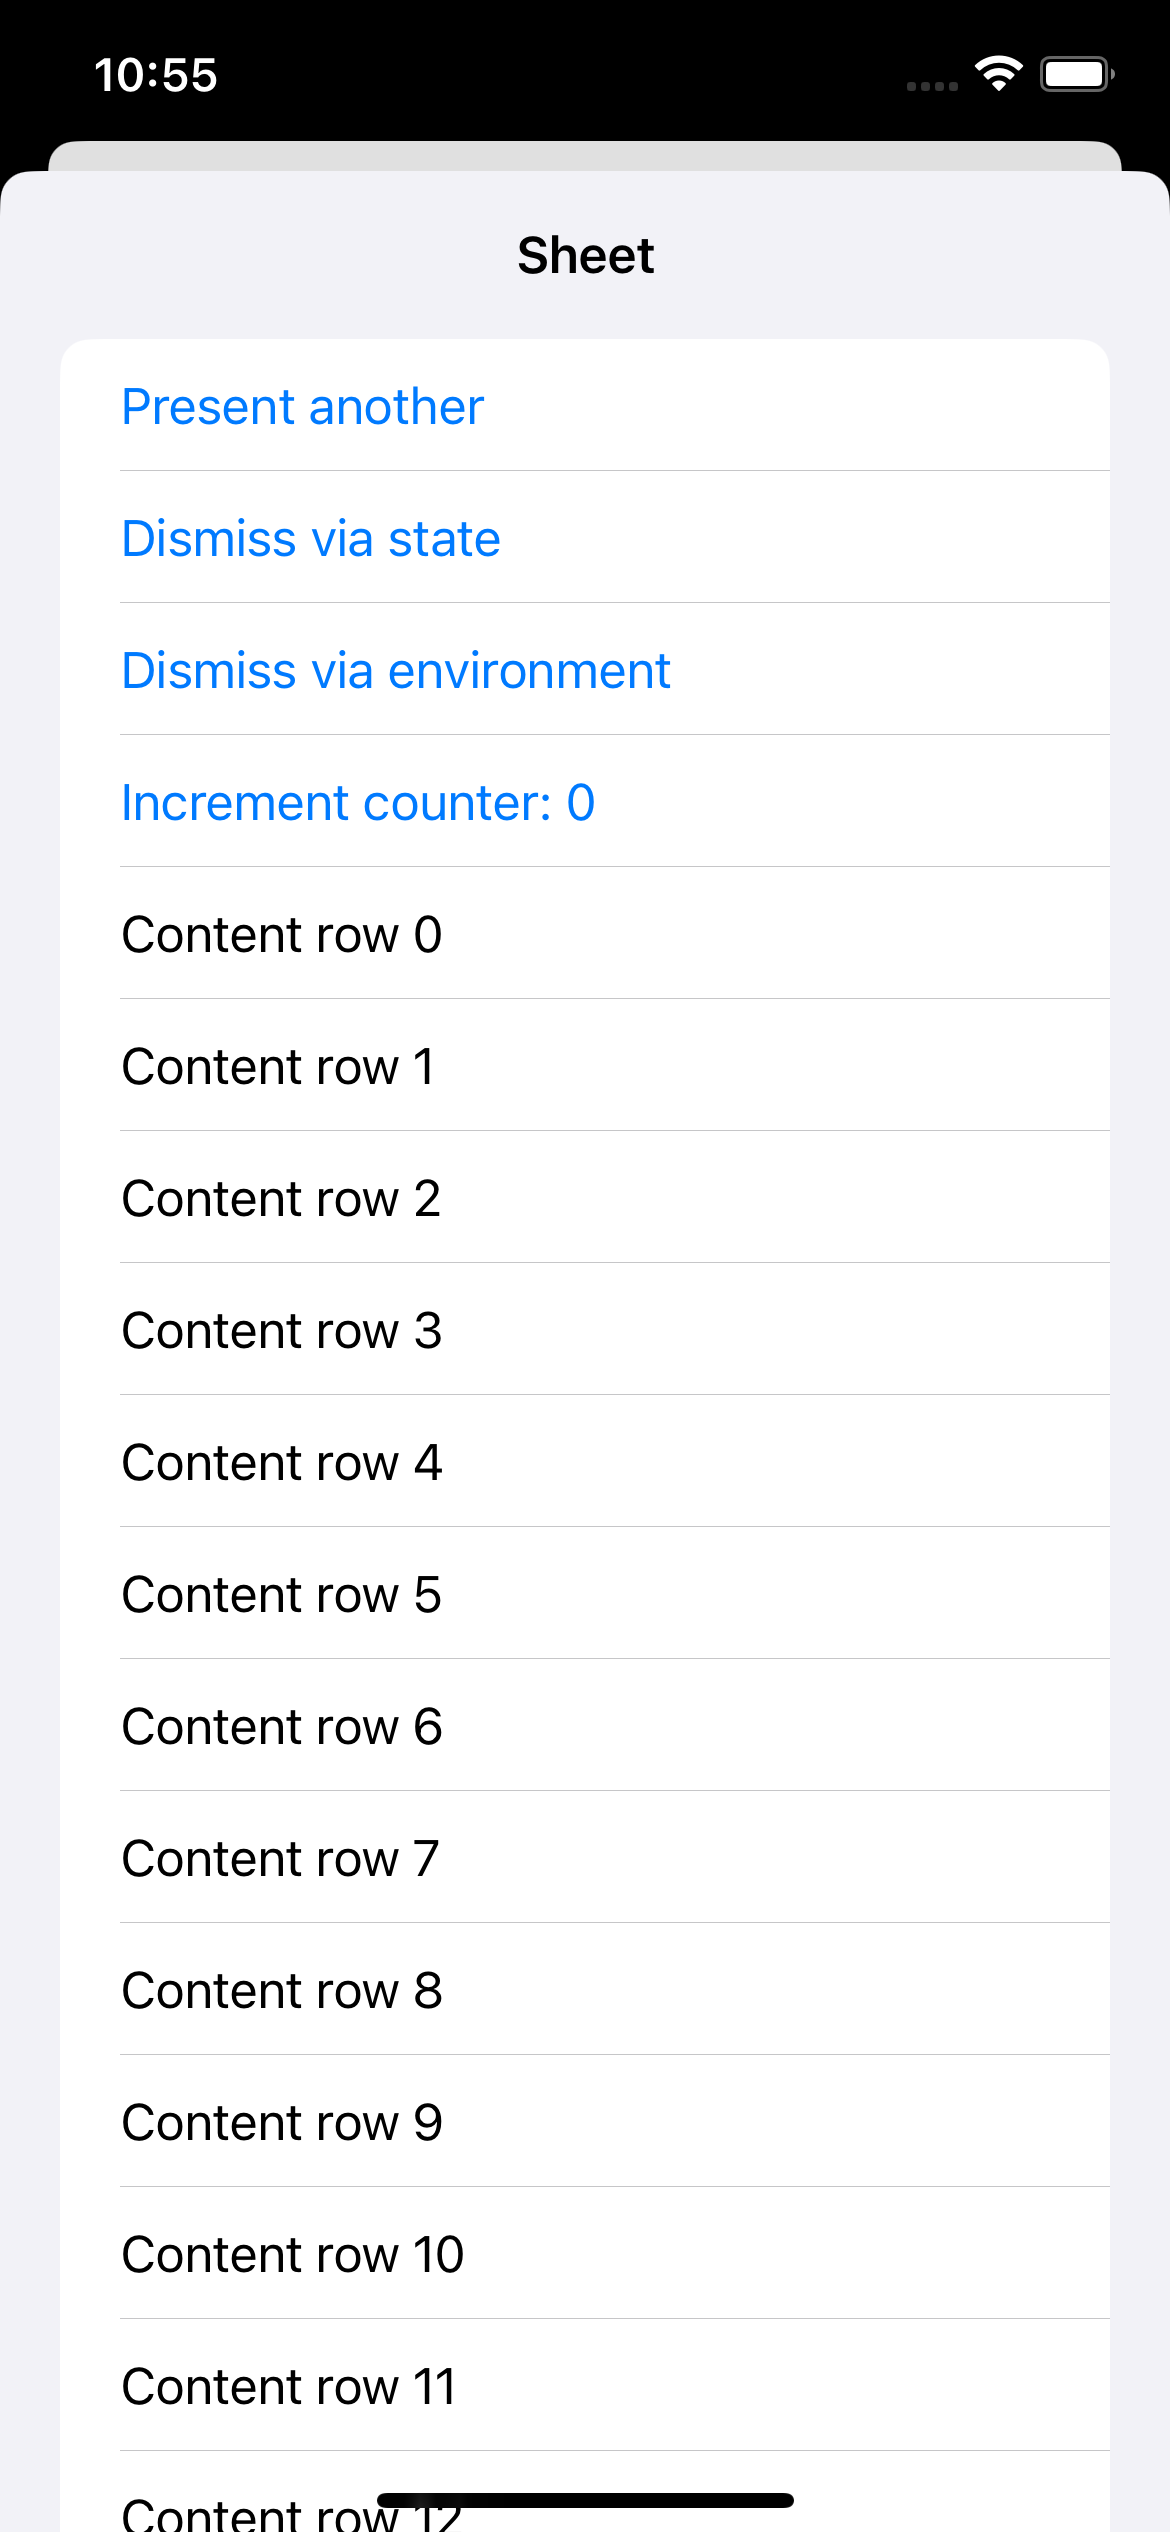 10:55
Sheet
Present another
Dismiss via state
Dismiss via environment
Increment counter: 0
Content row 0
Content row 1
Content row 2
Content row 3
Content row 4
Content row 5
Content row 6
Content row 7
Content row 8
Content row 9
Content row 10
Content row 11
Content row 12